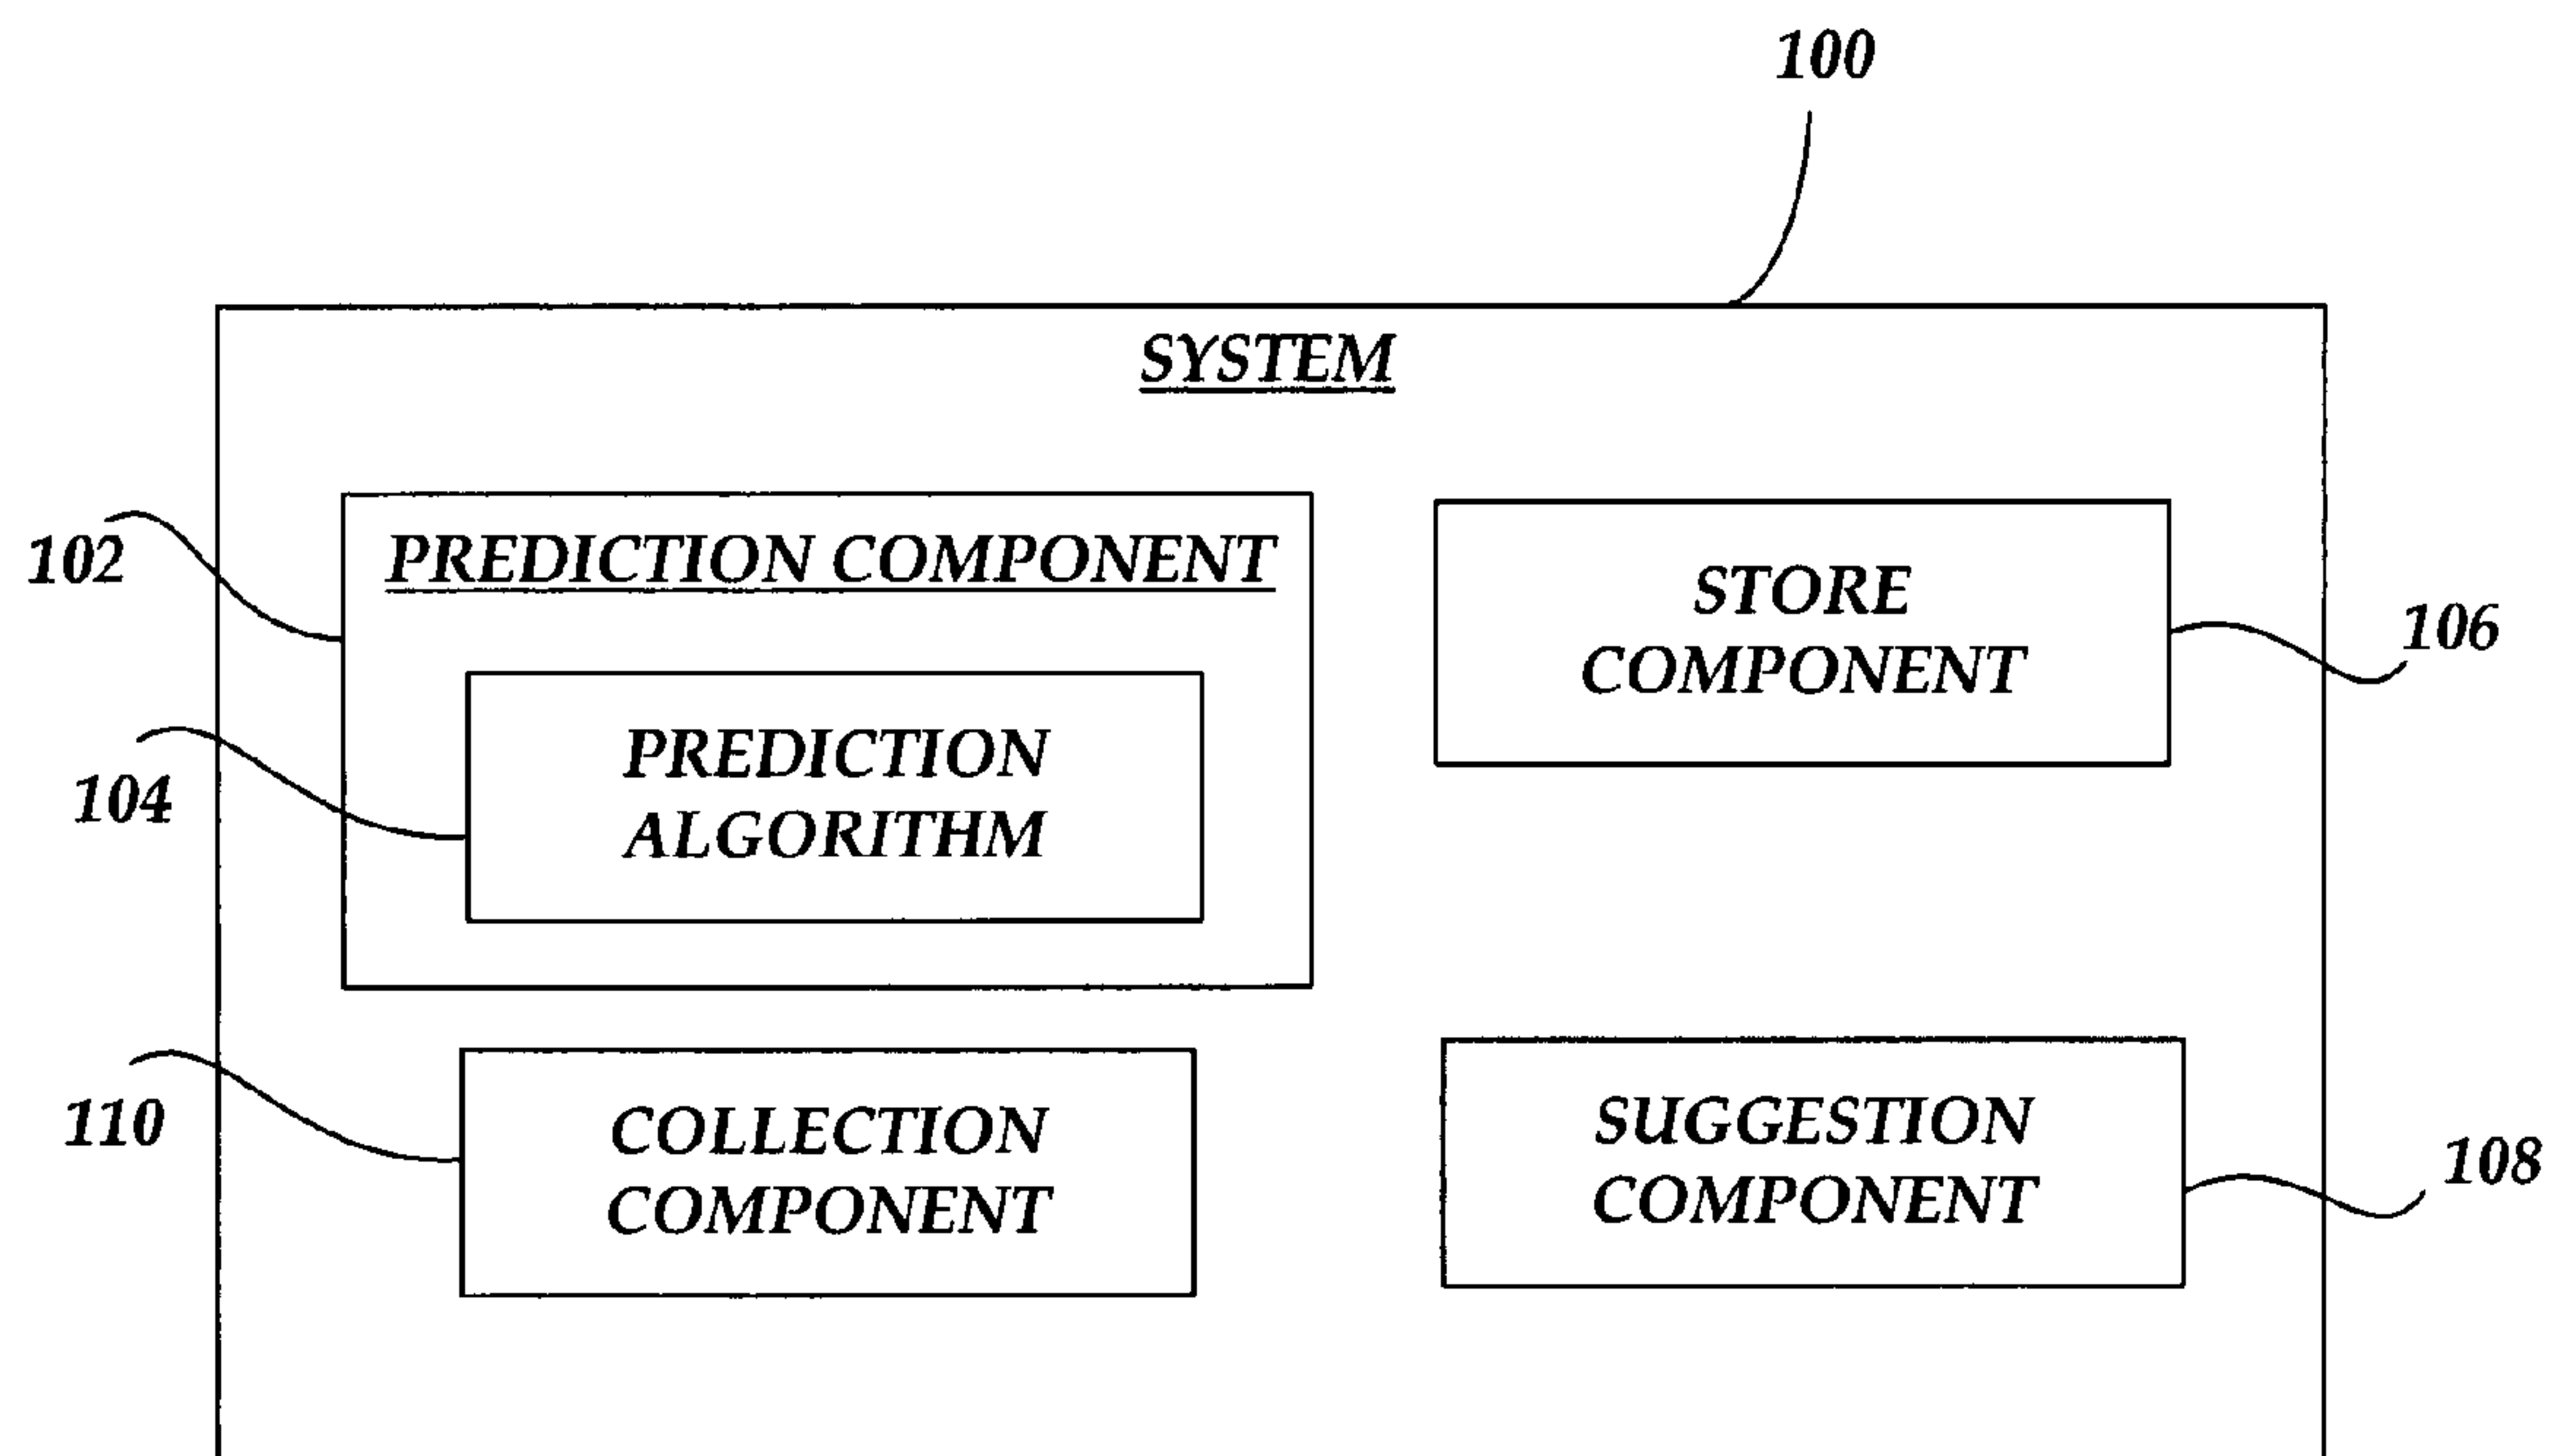 100
SYSTEM
102
PREDICTION COMPONENT
STORE
COMPONENT
106
104
PREDICTION
ALGORITHM
110
COLLECTION
COMPONENT
SUGGESTION
COMPONENT
108